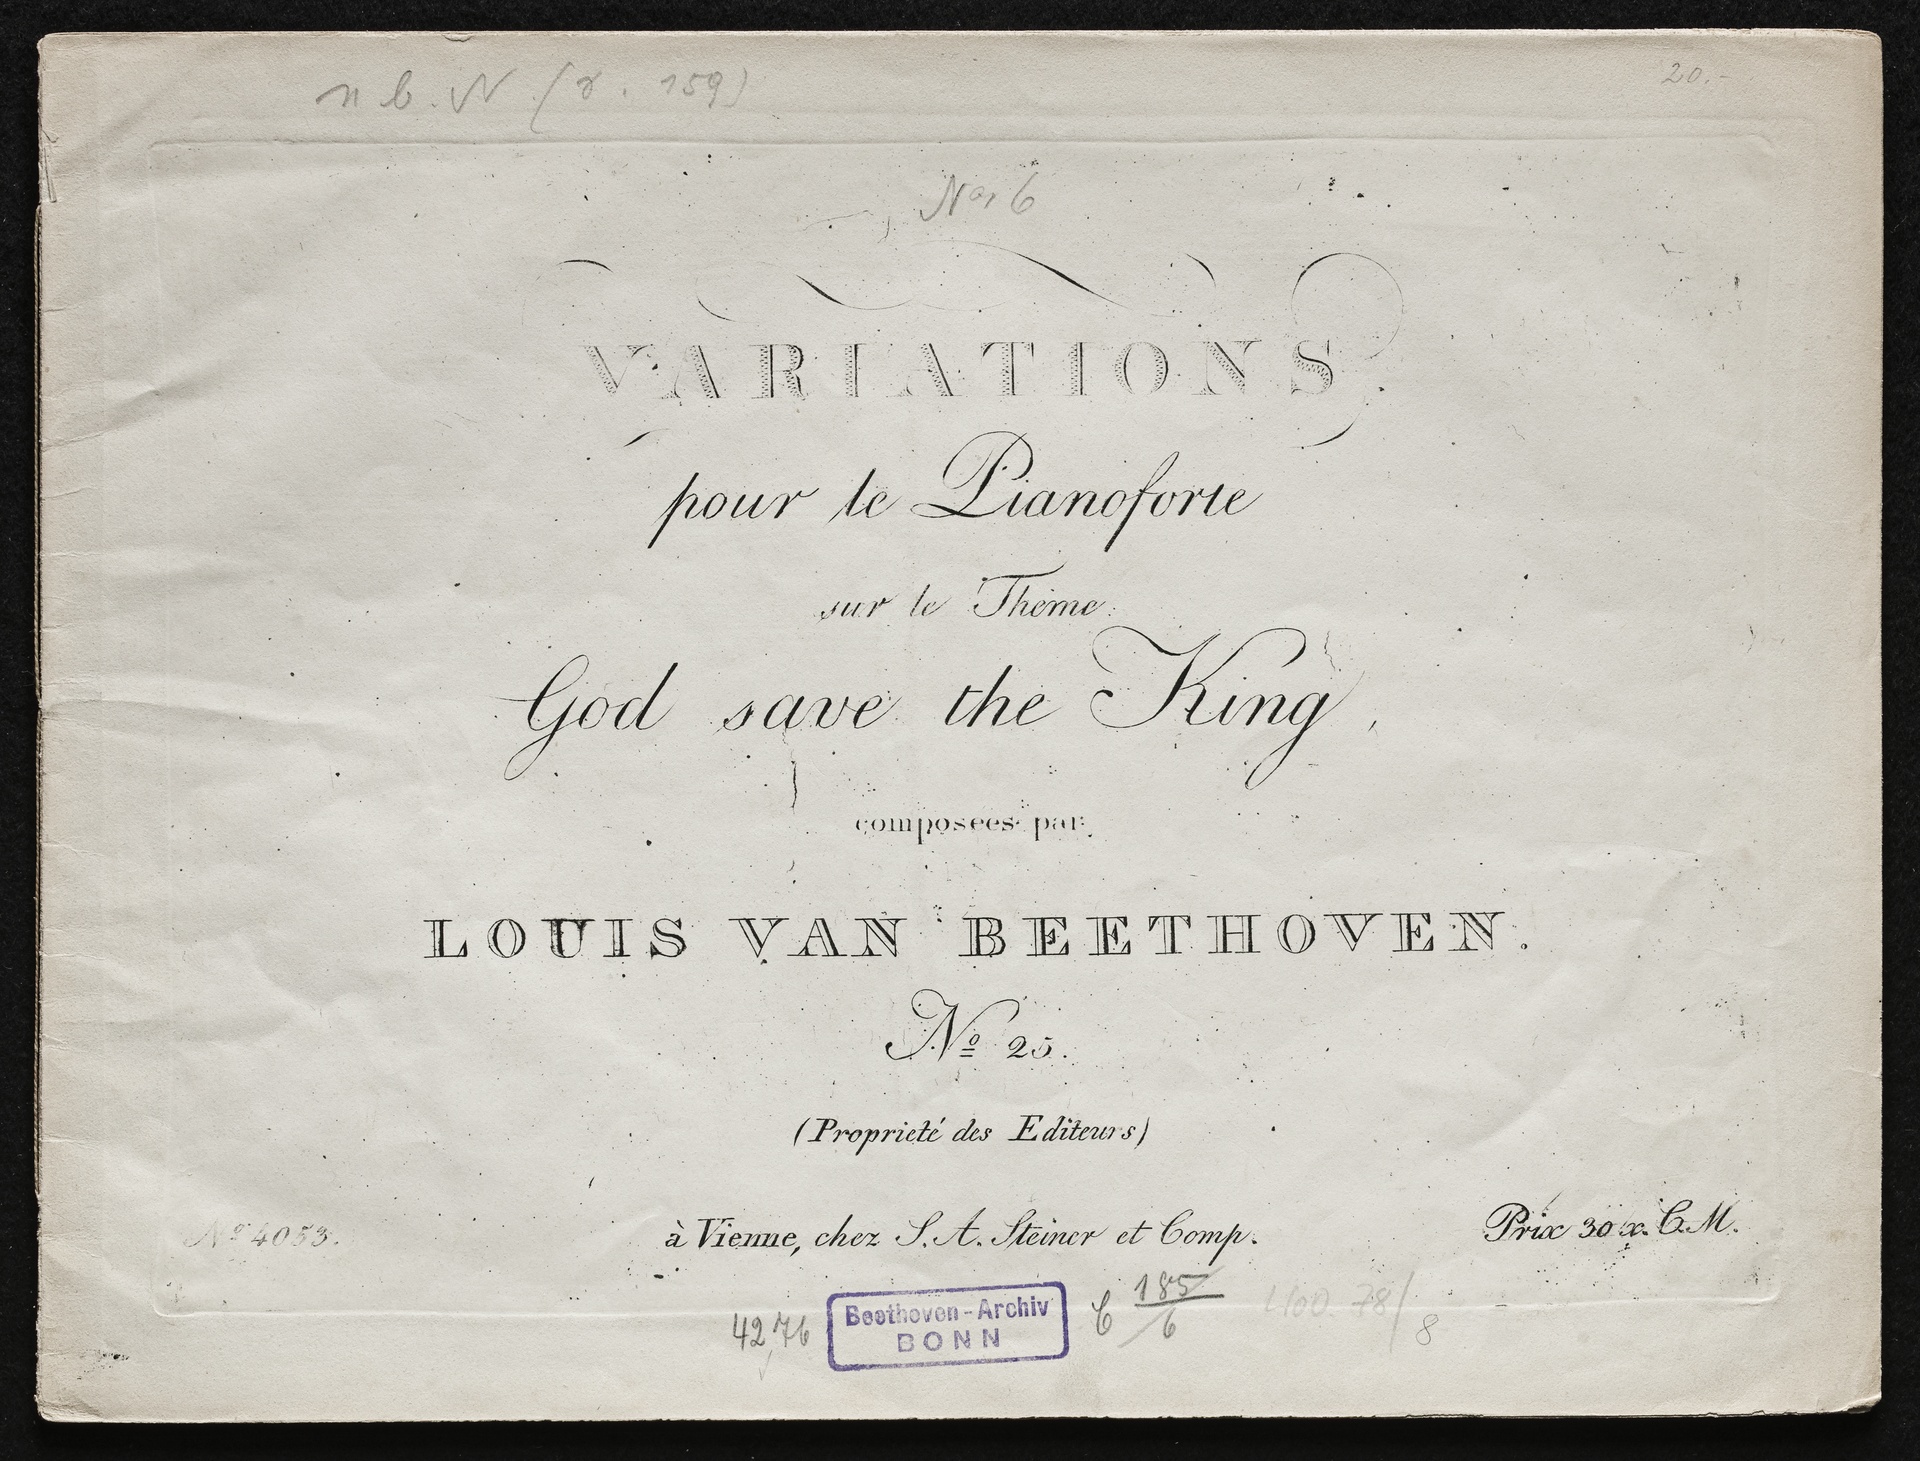 n b. N (r. 159)
20.-
No. 6
VARIATIONS
pour le Pianoforte
sur le Thême
God save the King,
composées par
LOUIS VAN BEETHOVEN.
Nº 25.
(Proprieté des Editeurs)
Nº 4053.
à Vienne, chez S. A. Steiner et Comp.
Prix 30 x. C. M.
4276
Beethoven-Archiv
BONN
C 185/6
78/8